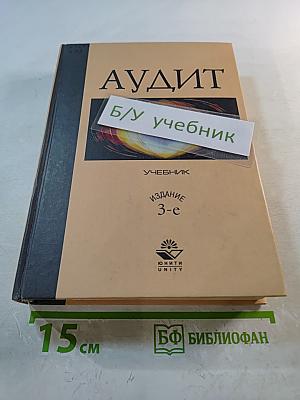 АУДИТ
Б/У учебник
УЧЕБНИК
ИЗДАНИЕ
3-е
ЮНИТИ
UNITY
15 см
БФ БИБЛИОФАН